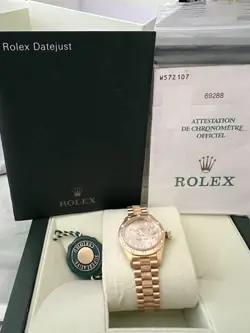 Rolex Datejust
ROLEX
W572107
69288
ATTESTATION
DE CHRONOMÈTRE
OFFICIEL
ROLEX